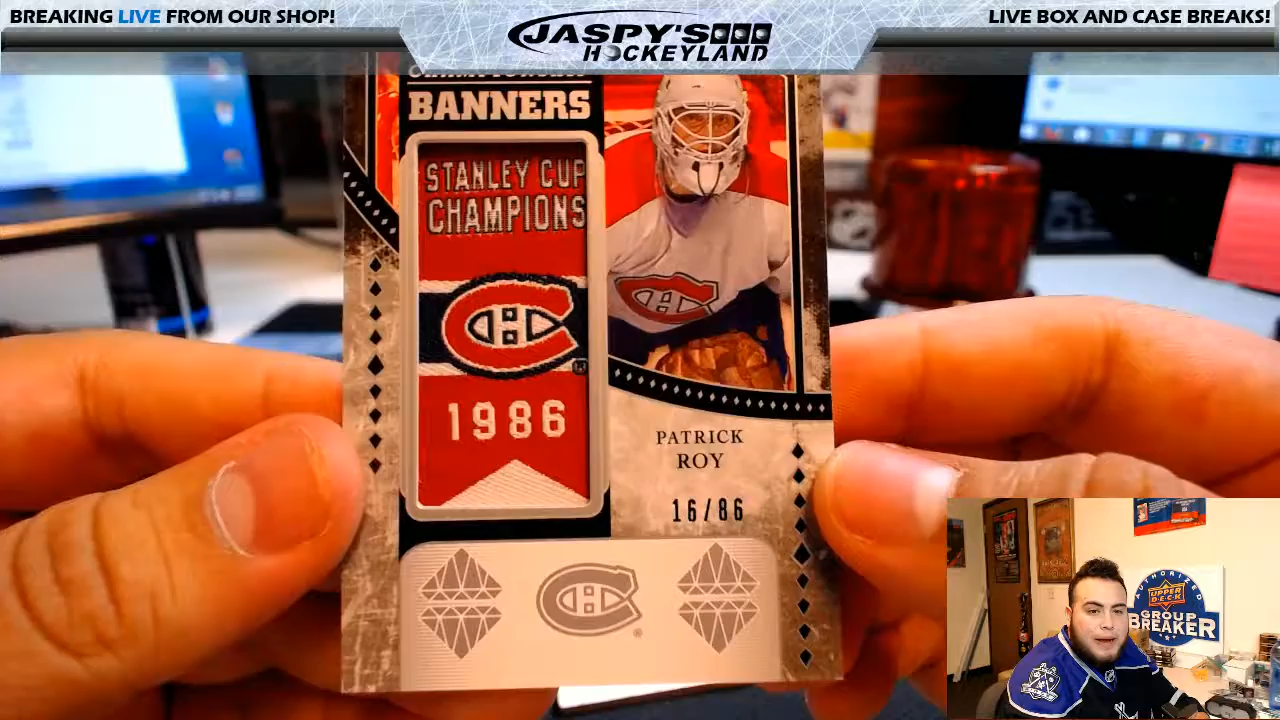 BREAKING LIVE FROM OUR SHOP!
JASPY'S
HOCKEYLAND
LIVE BOX AND CASE BREAKS!
BANNERS
STANLEY CUP
CHAMPIONS
1986
PATRICK
ROY
16/86
AUTHORIZED
UPPER DECK
GROUP
BREAKER